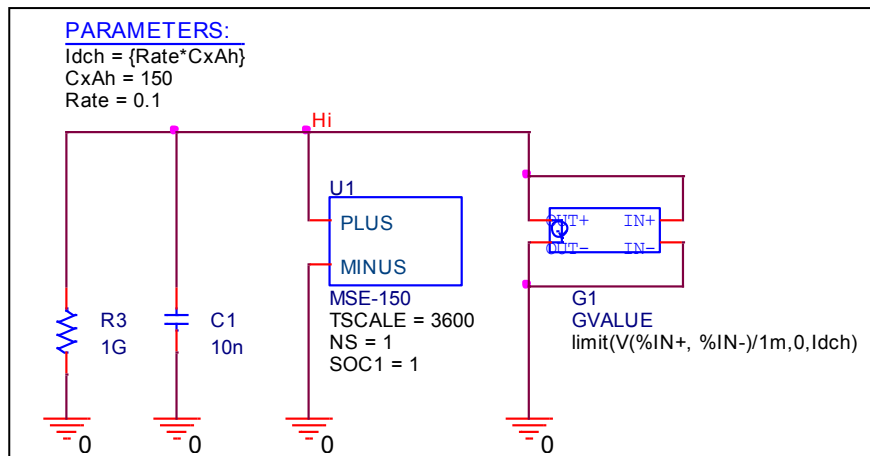 PARAMETERS:
Idch = {Rate*CxAh}
CxAh = 150
Rate = 0.1
Hi
U1
PLUS
MINUS
MSE-150
TSCALE = 3600
NS = 1
SOC1 = 1
OUT+ IN+
OUT- IN-
G1
GVALUE
limit(V(%IN+, %IN-)/1m,0,Idch)
R3
1G
C1
10n
0
0
0
0